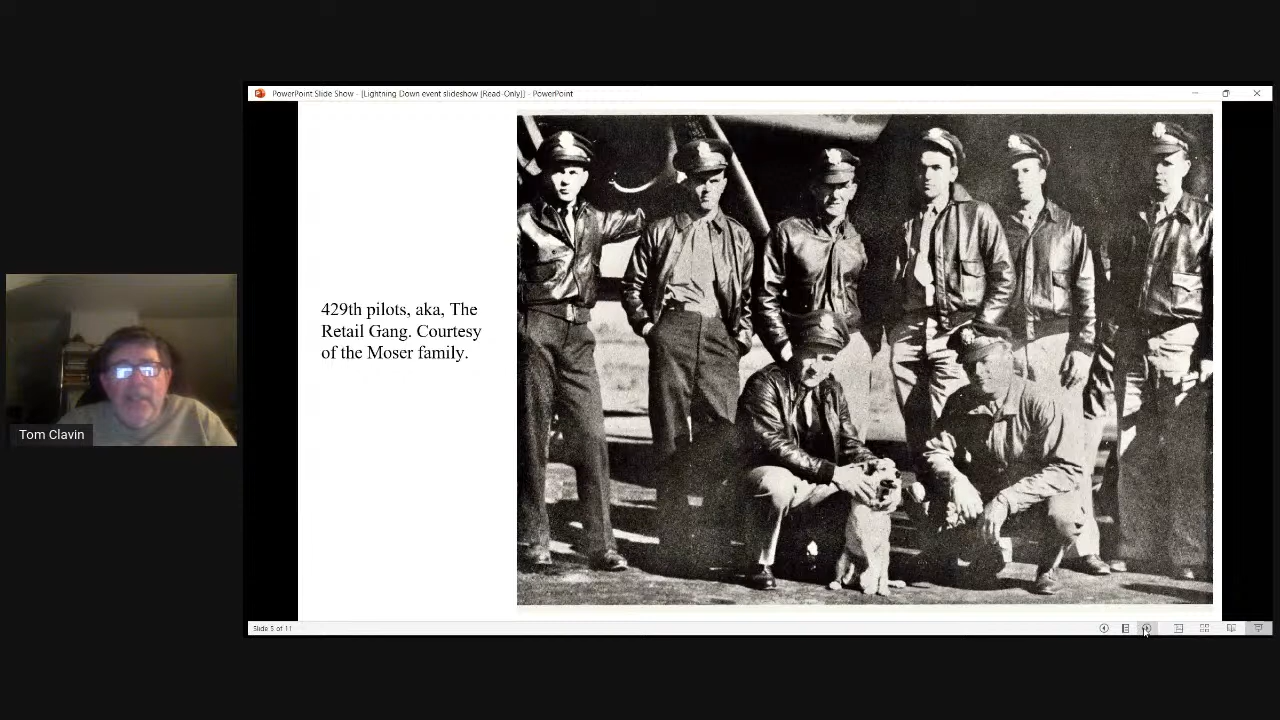 PowerPoint Slide Show - [Lightning Down event slideshow [Read-Only]] - PowerPoint
429th pilots, aka, The
Retail Gang. Courtesy
of the Moser family.
Tom Clavin
Slide 5 of 11